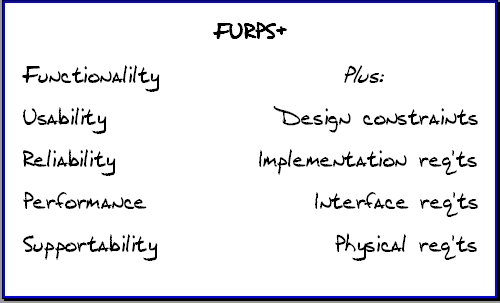 FURPS+
Functionalilty
Usability
Reliability
Performance
Supportability
Plus:
Design constraints
Implementation req'ts
Interface req'ts
Physical req'ts